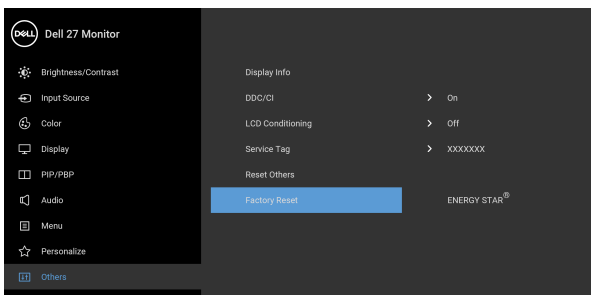 DELL Dell 27 Monitor
Brightness/Contrast Display Info
Input Source DDC/CI On
Color LCD Conditioning Off
Display Service Tag XXXXXXX
PIP/PBP Reset Others
Audio Factory Reset ENERGY STAR®
Menu
Personalize
Others